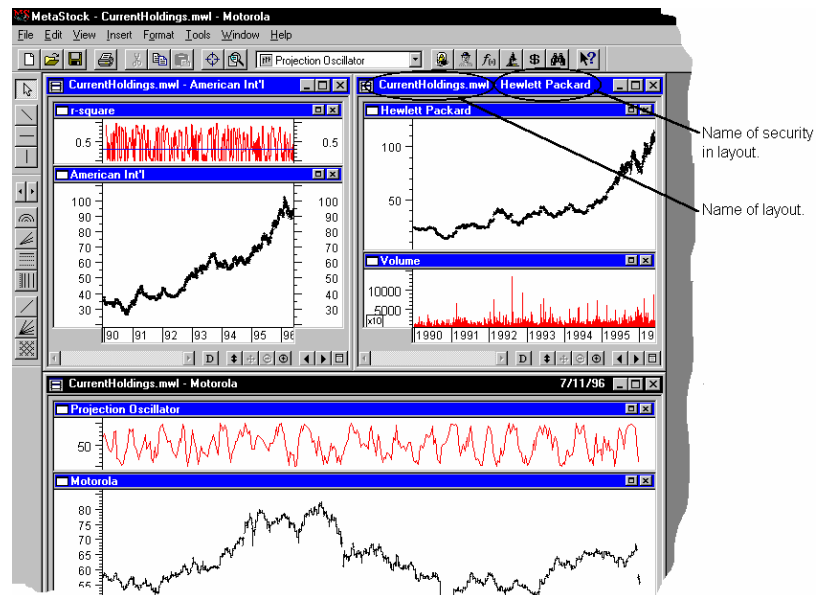 MetaStock - CurrentHoldings.mwl - Motorola
File Edit View Insert Format Tools Window Help
Projection Oscillator
CurrentHoldings.mwl - American Int'l
r-square
0.5 0.5
American Int'l
100 100
90 90
80 80
70 70
60 60
50 50
40 40
30 30
90 91 92 93 94 95 96
D
CurrentHoldings.mwl Hewlett Packard
Hewlett Packard
100
50
Volume
10000
5000
x10
1990 1991 1992 1993 1994 1995 19
D
Name of security
in layout.
Name of layout.
CurrentHoldings.mwl - Motorola 7/11/96
Projection Oscillator
50
Motorola
80
75
70
65
60
55